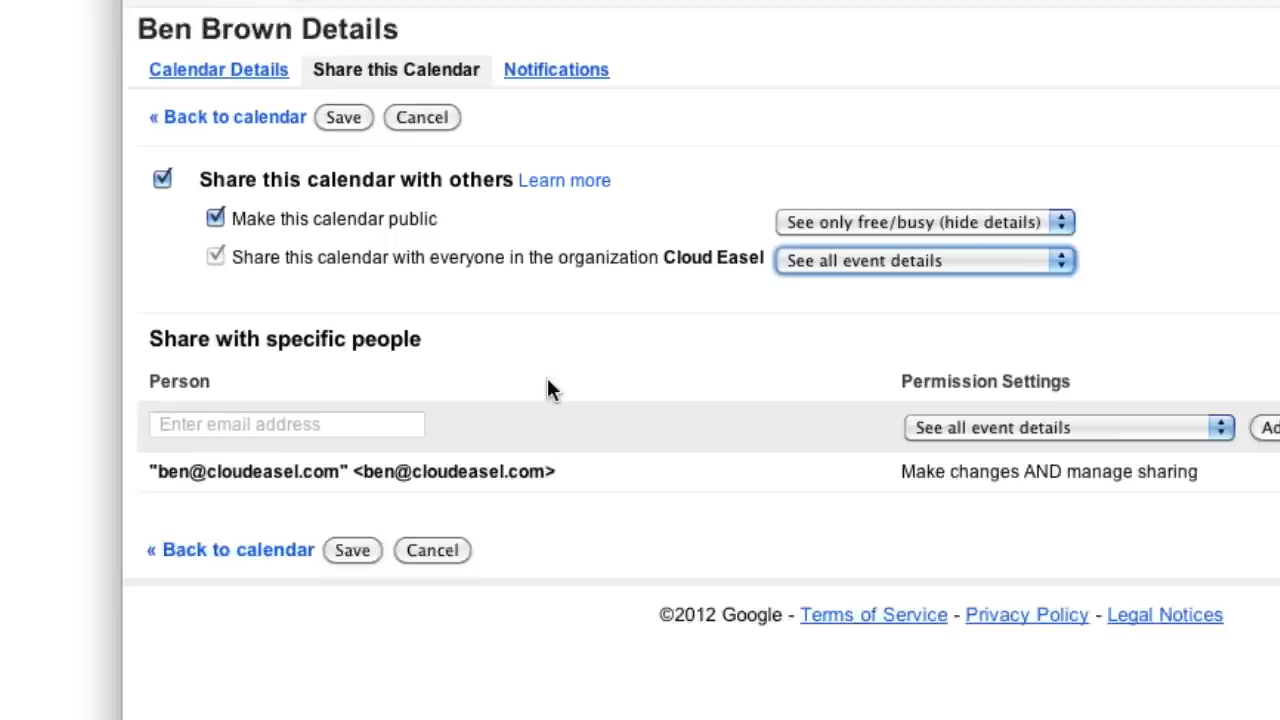 Ben Brown Details
Calendar Details Share this Calendar Notifications
« Back to calendar Save Cancel
Share this calendar with others Learn more
Make this calendar public See only free/busy (hide details)
Share this calendar with everyone in the organization Cloud Easel See all event details
Share with specific people
Person Permission Settings
Enter email address See all event details
"ben@cloudeasel.com" <ben@cloudeasel.com> Make changes AND manage sharing
« Back to calendar Save Cancel
©2012 Google - Terms of Service - Privacy Policy - Legal Notices